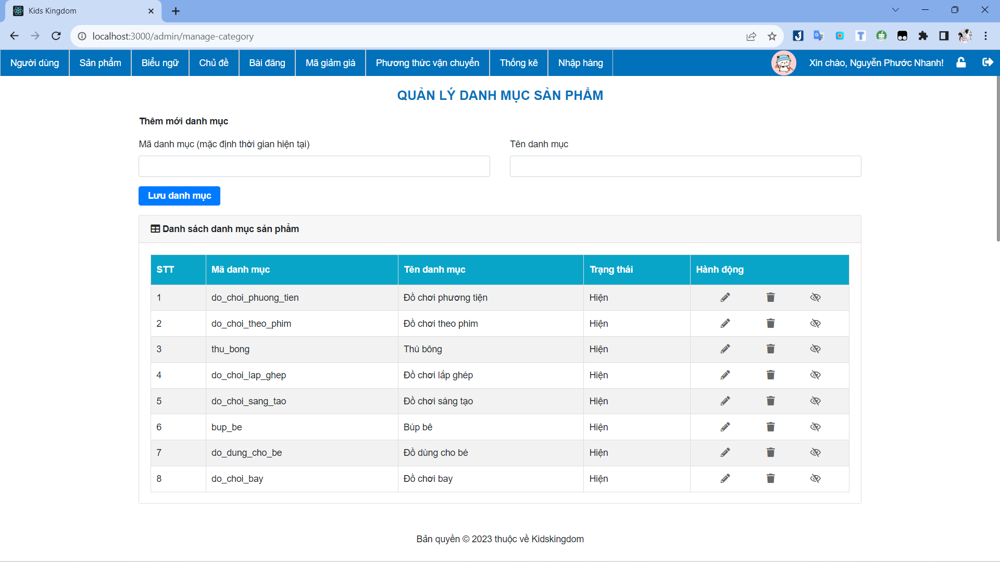 Kids Kingdom
localhost:3000/admin/manage-category
Người dùng Sản phẩm Biểu ngữ Chủ đề Bài đăng Mã giảm giá Phương thức vận chuyển Thống kê Nhập hàng Xin chào, Nguyễn Phước Nhanh!
QUẢN LÝ DANH MỤC SẢN PHẨM
Thêm mới danh mục
Mã danh mục (mặc định thời gian hiện tại) Tên danh mục
Lưu danh mục
Danh sách danh mục sản phẩm
STT Mã danh mục Tên danh mục Trạng thái Hành động
1 do_choi_phuong_tien Đồ chơi phương tiện Hiện
2 do_choi_theo_phim Đồ chơi theo phim Hiện
3 thu_bong Thú bông Hiện
4 do_choi_lap_ghep Đồ chơi lắp ghép Hiện
5 do_choi_sang_tao Đồ chơi sáng tạo Hiện
6 bup_be Búp bê Hiện
7 do_dung_cho_be Đồ dùng cho bé Hiện
8 do_choi_bay Đồ chơi bay Hiện
Bản quyền © 2023 thuộc về Kidskingdom